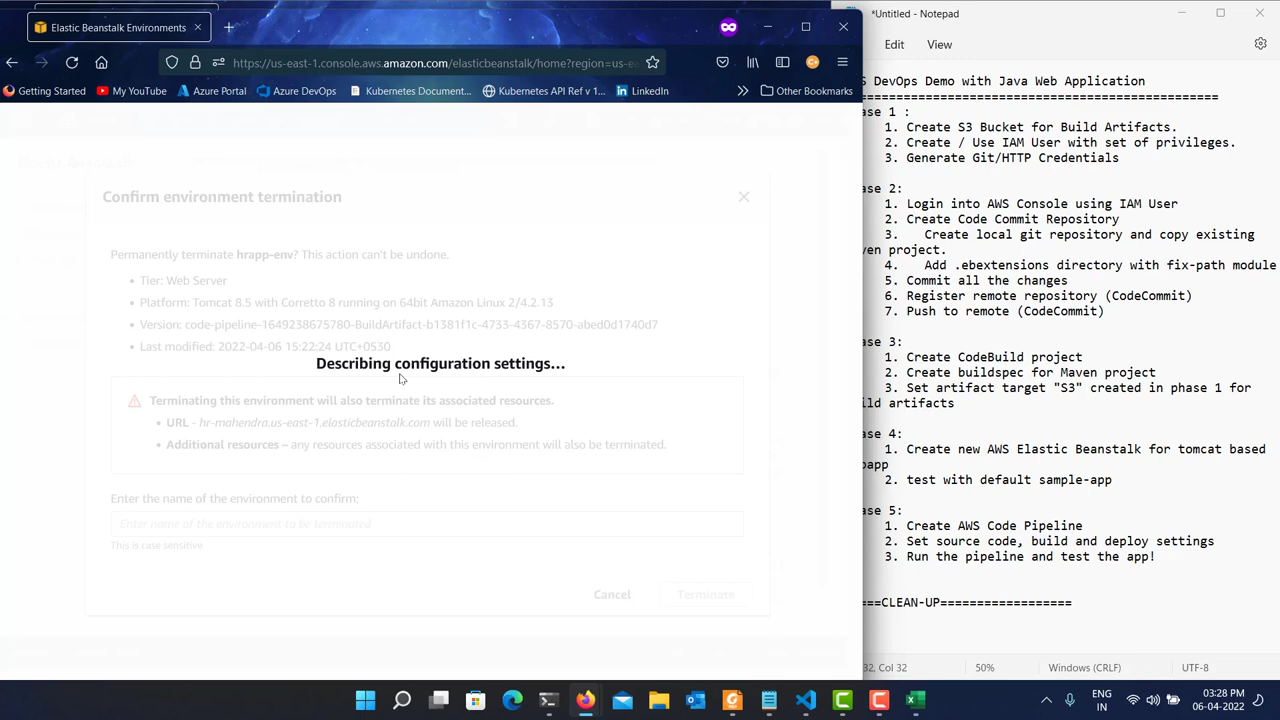 Elastic Beanstalk Environments
*Untitled - Notepad
Edit View
https://us-east-1.console.aws.amazon.com/elasticbeanstalk/home?region=us-ea
Getting Started My YouTube Azure Portal Azure DevOps Kubernetes Document... Kubernetes API Ref v 1... LinkedIn Other Bookmarks
Confirm environment termination
Permanently terminate hrapp-env? This action can't be undone.
• Tier: Web Server
• Platform: Tomcat 8.5 with Corretto 8 running on 64bit Amazon Linux 2/4.2.13
• Version: code-pipeline-1649238675780-BuildArtifact-b1381f1c-4733-4367-8570-abed0d1740d7
• Last modified: 2022-04-06 15:22:24 UTC+0530
Describing configuration settings...
Terminating this environment will also terminate its associated resources.
• URL - hr-mahendra.us-east-1.elasticbeanstalk.com will be released.
• Additional resources – any resources associated with this environment will also be terminated.
Enter the name of the environment to confirm:
Enter name of the environment to be terminated
This is case sensitive
Cancel Terminate
S DevOps Demo with Java Web Application
=================================================
ase 1 :
1. Create S3 Bucket for Build Artifacts.
2. Create / Use IAM User with set of privileges.
3. Generate Git/HTTP Credentials
ase 2:
1. Login into AWS Console using IAM User
2. Create Code Commit Repository
3. Create local git repository and copy existing
ven project.
4. Add .ebextensions directory with fix-path module
5. Commit all the changes
6. Register remote repository (CodeCommit)
7. Push to remote (CodeCommit)
ase 3:
1. Create CodeBuild project
2. Create buildspec for Maven project
3. Set artifact target "S3" created in phase 1 for
ld artifacts
ase 4:
1. Create new AWS Elastic Beanstalk for tomcat based
bapp
2. test with default sample-app
ase 5:
1. Create AWS Code Pipeline
2. Set source code, build and deploy settings
3. Run the pipeline and test the app!
===CLEAN-UP==================
32, Col 32 50% Windows (CRLF) UTF-8
ENG
IN
03:28 PM
06-04-2022